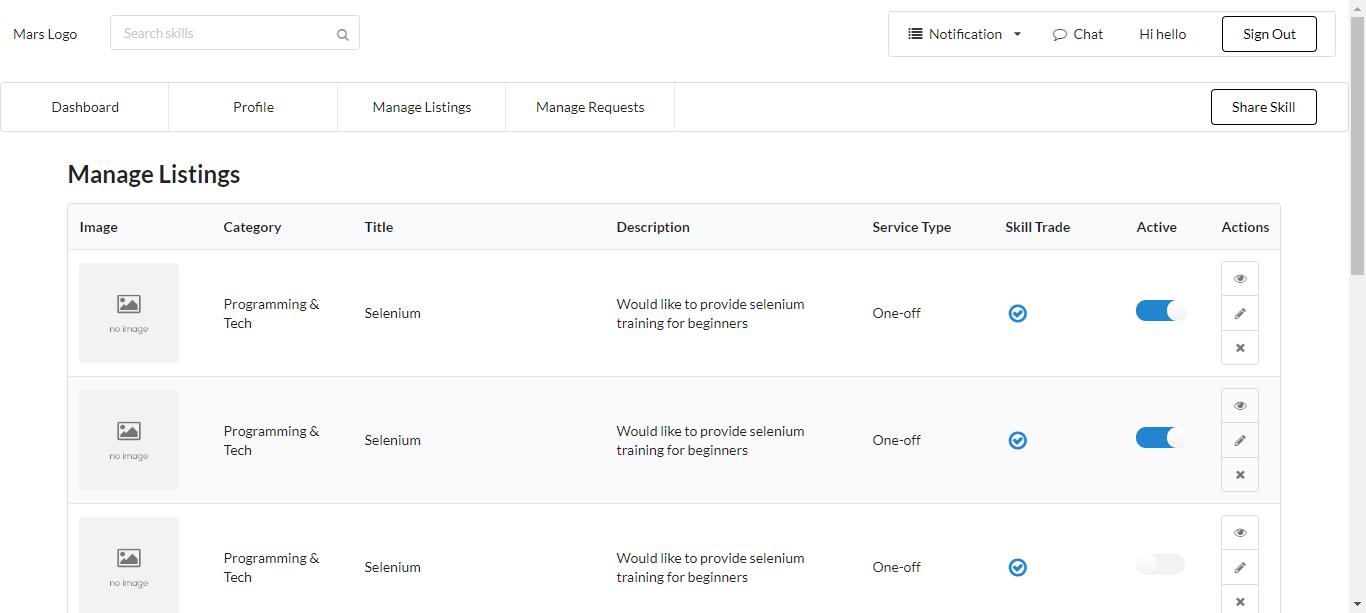 Mars Logo
Search skills
Notification
Chat
Hi hello
Sign Out
Dashboard
Profile
Manage Listings
Manage Requests
Share Skill
Manage Listings
Image
Category
Title
Description
Service Type
Skill Trade
Active
Actions
no image
Programming &
Tech
Selenium
Would like to provide selenium
training for beginners
One-off
no image
Programming &
Tech
Selenium
Would like to provide selenium
training for beginners
One-off
no image
Programming &
Tech
Selenium
Would like to provide selenium
training for beginners
One-off